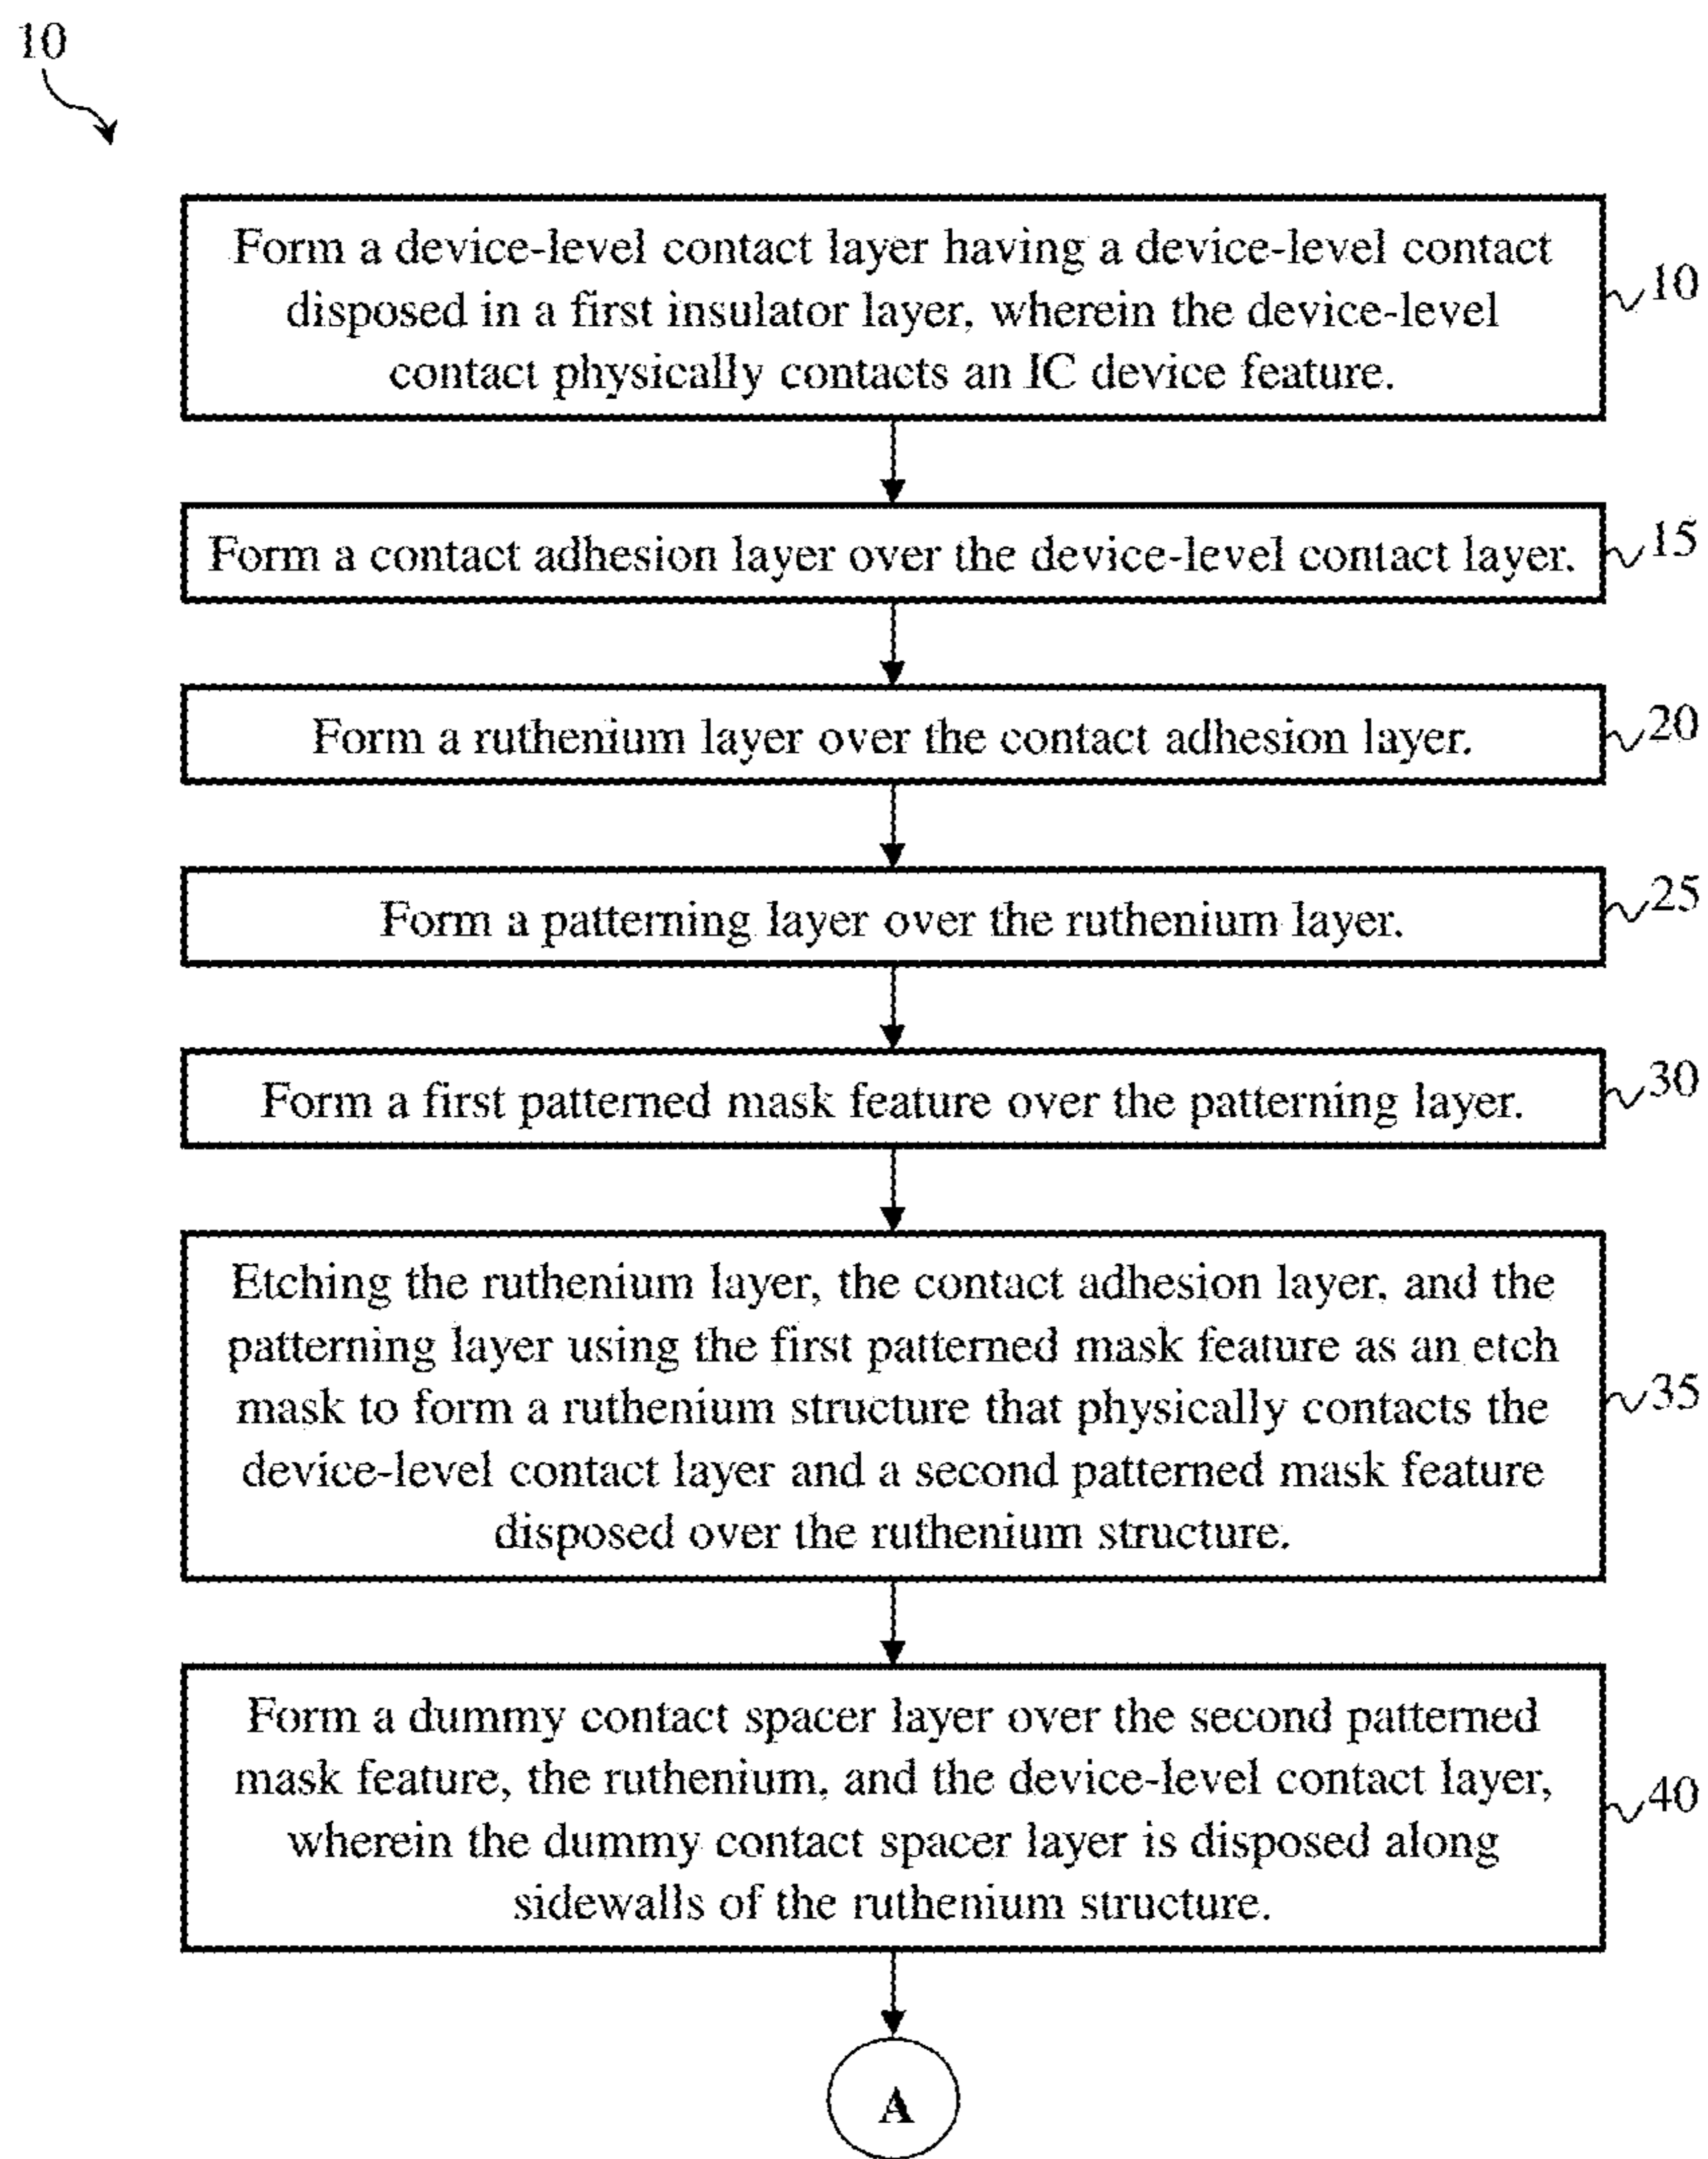 10
Form a device-level contact layer having a device-level contact
disposed in a first insulator layer, wherein the device-level
contact physically contacts an IC device feature.
10
Form a contact adhesion layer over the device-level contact layer.
15
Form a ruthenium layer over the contact adhesion layer.
20
Form a patterning layer over the ruthenium layer.
25
Form a first patterned mask feature over the patterning layer.
30
Etching the ruthenium layer, the contact adhesion layer, and the
patterning layer using the first patterned mask feature as an etch
mask to form a ruthenium structure that physically contacts the
device-level contact layer and a second patterned mask feature
disposed over the ruthenium structure.
35
Form a dummy contact spacer layer over the second patterned
mask feature, the ruthenium, and the device-level contact layer,
wherein the dummy contact spacer layer is disposed along
sidewalls of the ruthenium structure.
40
A